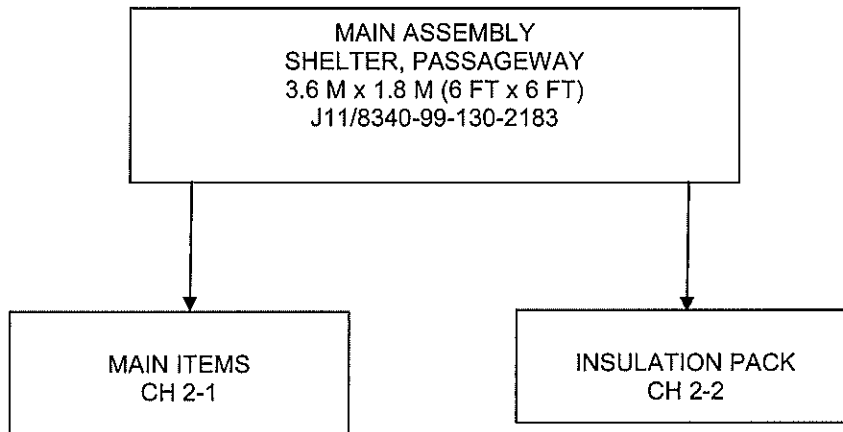 MAIN ASSEMBLY
SHELTER, PASSAGEWAY
3.6 M x 1.8 M (6 FT x 6 FT)
J11/8340-99-130-2183
MAIN ITEMS
CH 2-1
INSULATION PACK
CH 2-2